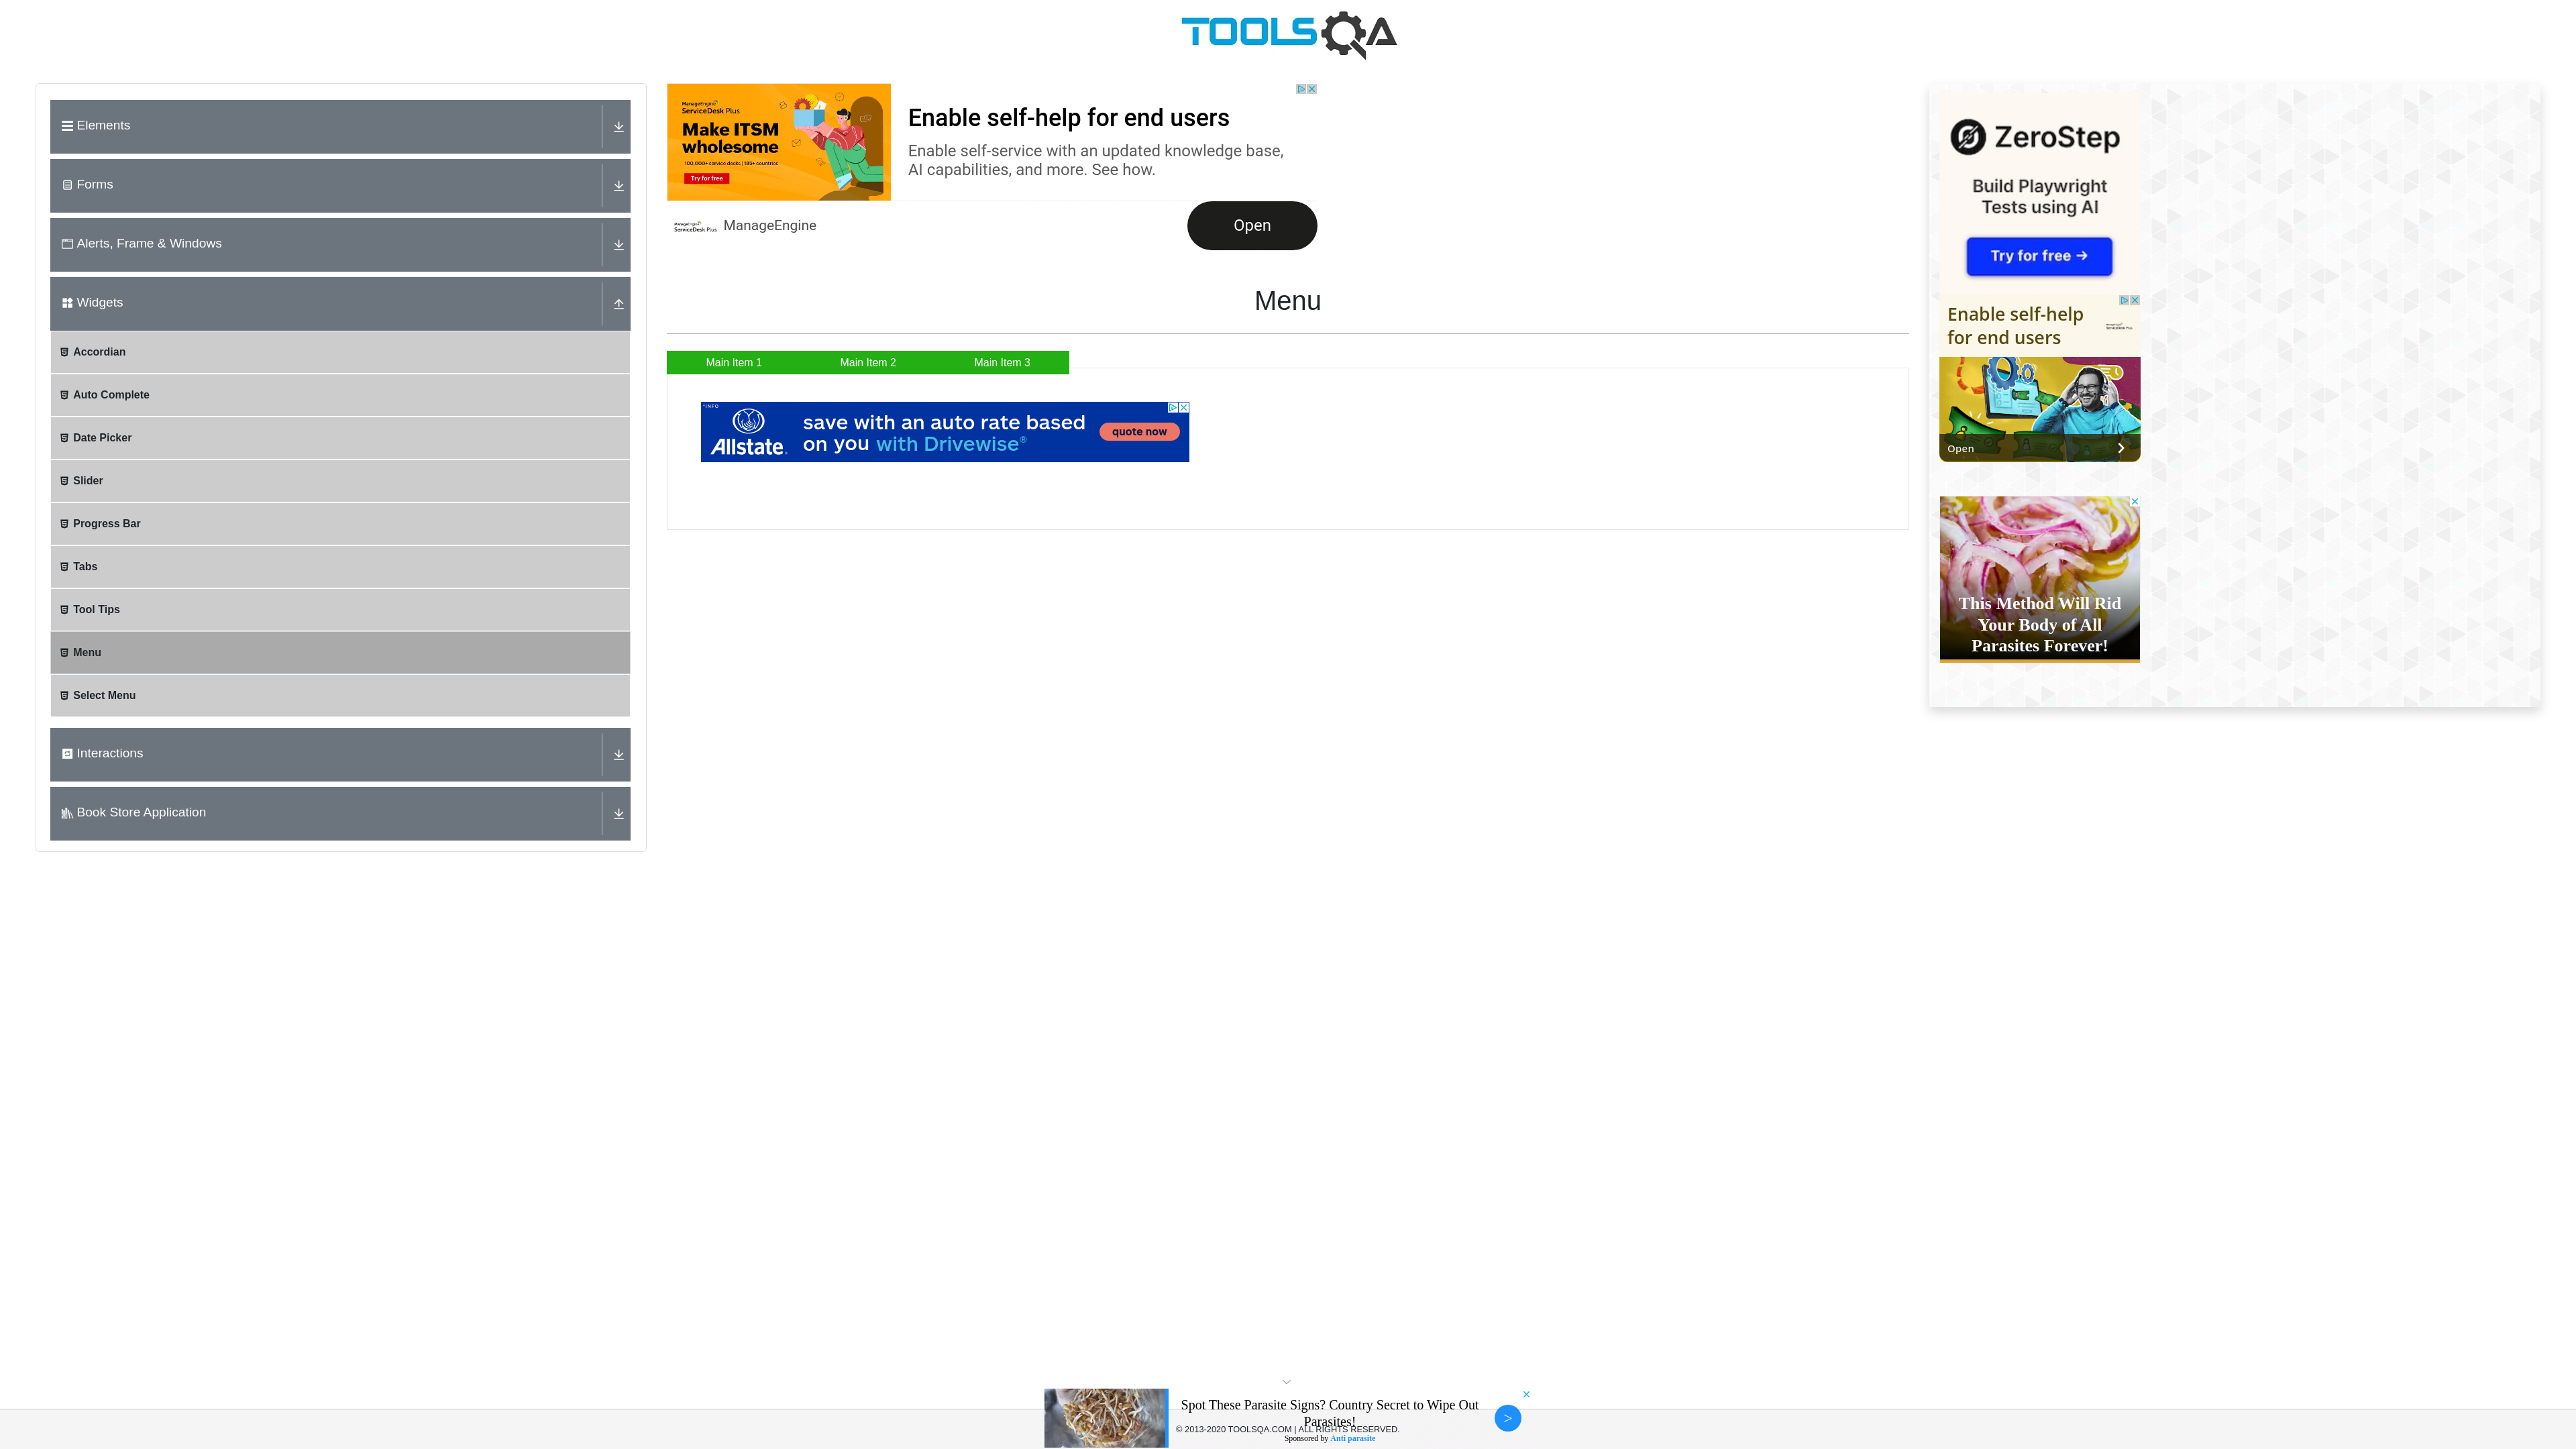 TOOLSQA
Elements
Forms
Alerts, Frame & Windows
Widgets
Accordian
Auto Complete
Date Picker
Slider
Progress Bar
Tabs
Tool Tips
Menu
Select Menu
Interactions
Book Store Application
ManageEngine
ServiceDesk Plus
Make ITSM
wholesome
100,000+ service desks | 185+ countries
Try for free
Enable self-help for end users
Enable self-service with an updated knowledge base,
AI capabilities, and more. See how.
ManageEngine
ServiceDesk Plus
ManageEngine
Open
Menu
Main Item 1
Main Item 2
Main Item 3
*INFO
Allstate.
save with an auto rate based
on you with Drivewise®
quote now
ZeroStep
Build Playwright
Tests using AI
Try for free →
Enable self-help
for end users
ServiceDesk Plus
Open
This Method Will Rid
Your Body of All
Parasites Forever!
Spot These Parasite Signs? Country Secret to Wipe Out
Parasites!
© 2013-2020 TOOLSQA.COM | ALL RIGHTS RESERVED.
Sponsored by Anti parasite
>